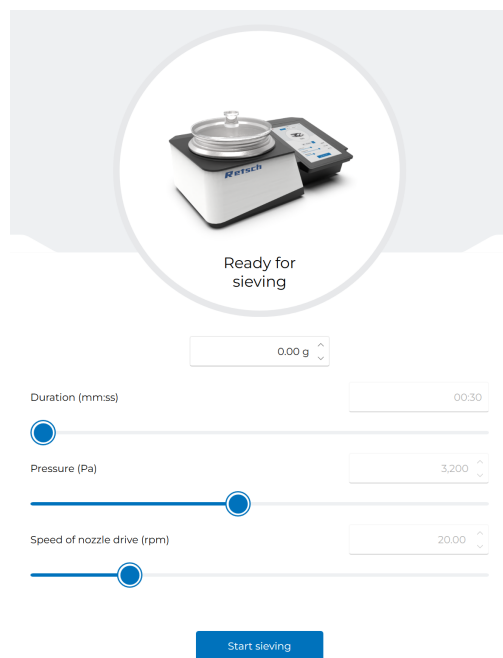 Retsch
Ready for
sieving
0.00 g
Duration (mm:ss) 00:30
Pressure (Pa) 3,200
Speed of nozzle drive (rpm) 20.00
Start sieving